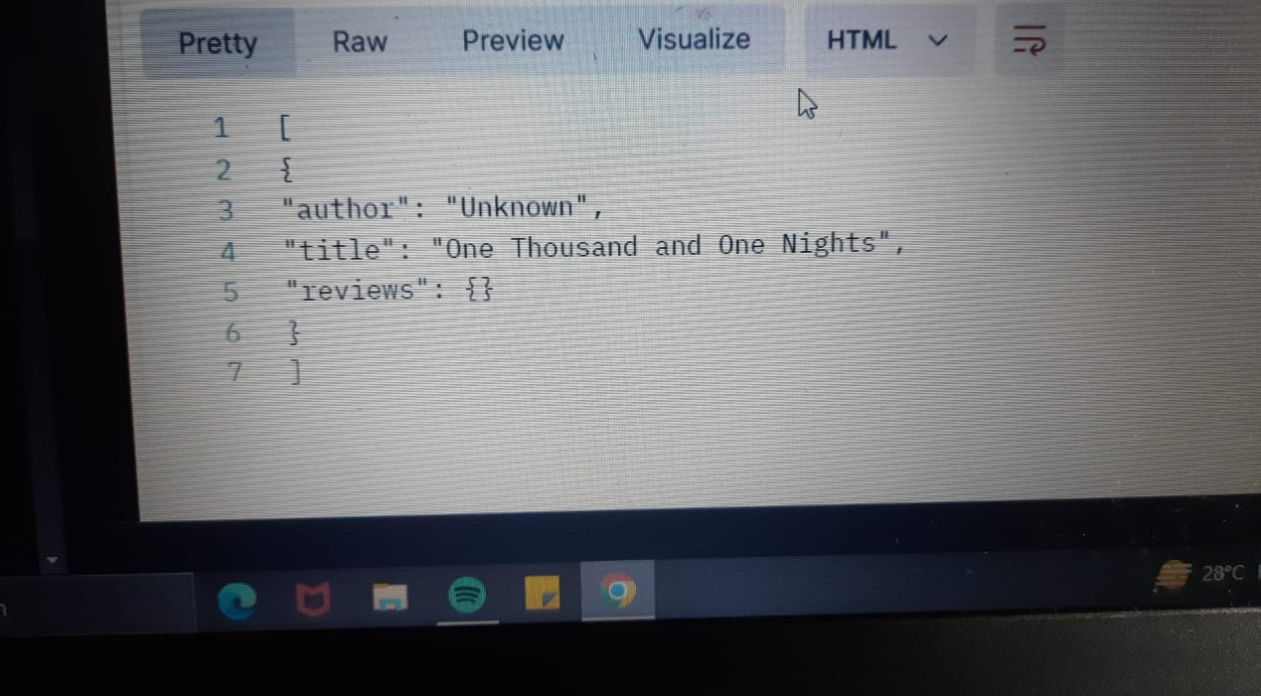 Pretty Raw Preview Visualize HTML
1 [
2 {
3 "author": "Unknown",
4 "title": "One Thousand and One Nights",
5 "reviews": {}
6 }
7 ]
28°C